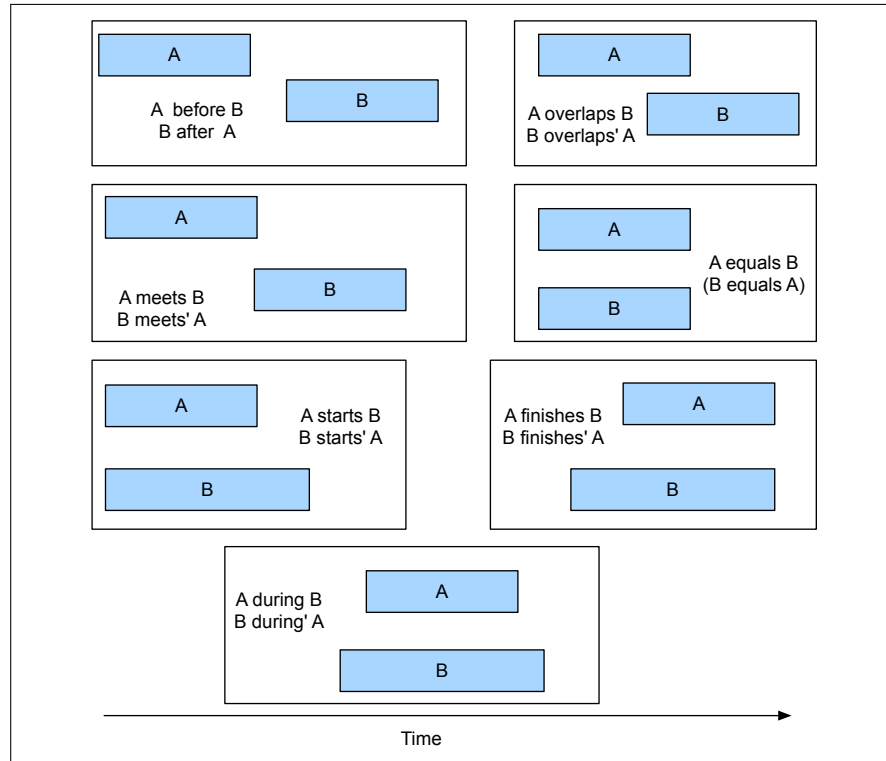 A
B
A  before B
B after  A
A
B
A overlaps B
B overlaps' A
A
B
A meets B
B meets' A
A
B
A equals B
(B equals A)
A
B
A starts B
B starts' A
A
B
A finishes B
B finishes' A
A
B
A during B
B during' A
Time